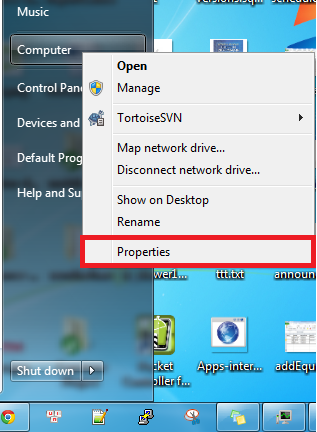 Music
Computer
Control Pane
Devices and
Default Prog
Help and Su
Shut down
Open
Manage
TortoiseSVN
Map network drive...
Disconnect network drive...
Show on Desktop
Rename
Properties
ttt.txt
announ
Apps-inter...
addEqu